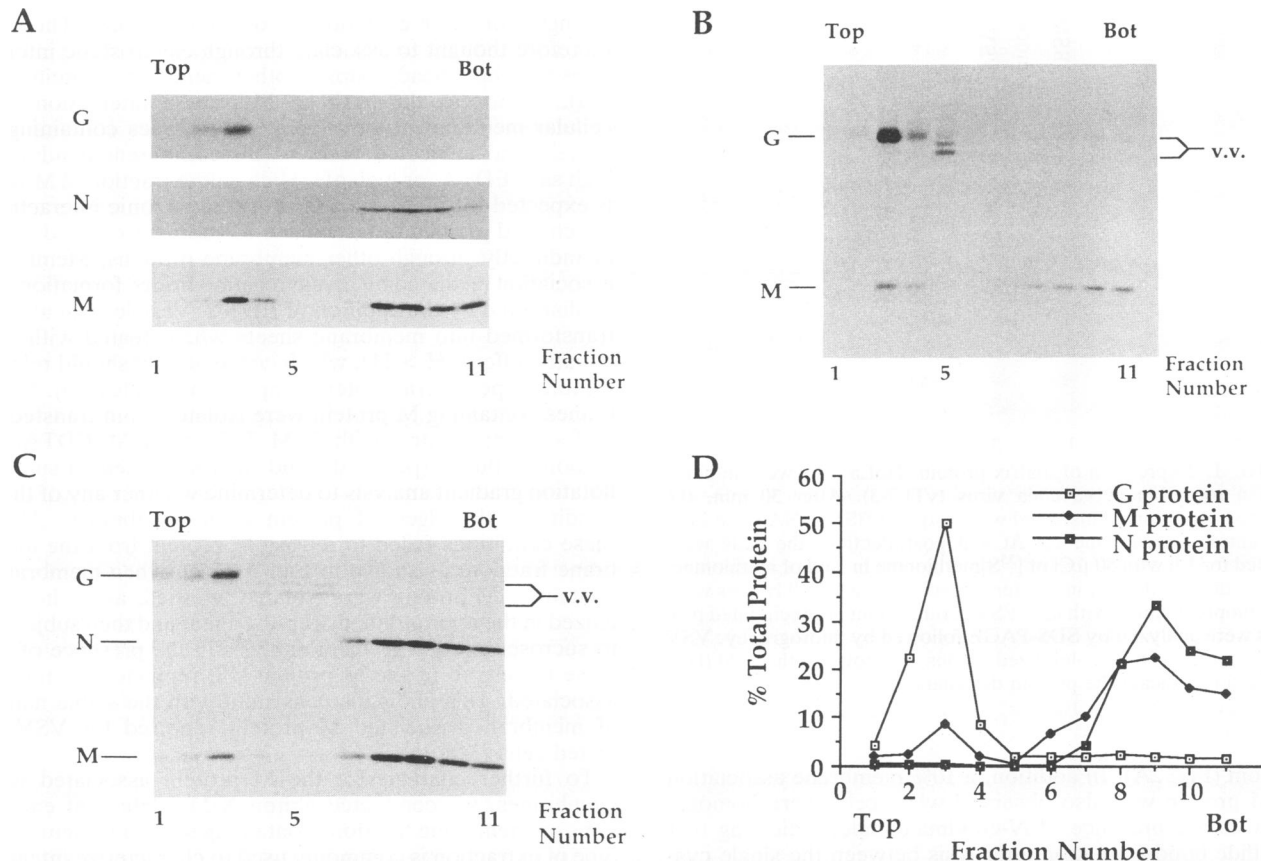 A
Top Bot
G
N
M
1 5 11 Fraction
Number
B
Top Bot
G
v.v.
M
1 5 11 Fraction
Number
C
Top Bot
G
v.v.
N
M
1 5 11 Fraction
Number
D
60
50
40
30
20
10
0
% Total Protein
G protein
M protein
N protein
0 2 4 6 8 10
Top Bot
Fraction Number